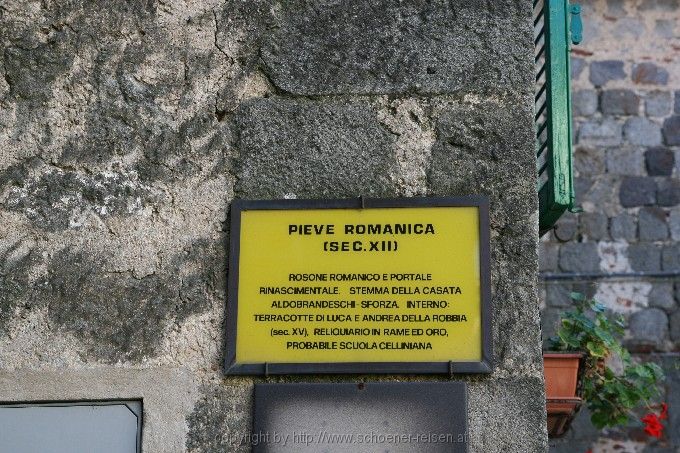 PIEVE ROMANICA
(SEC.XII)
ROSONE ROMANICO E PORTALE
RINASCIMENTALE. STEMMA DELLA CASATA
ALDOBRANDESCHI-SFORZA. INTERNO:
TERRACOTTE DI LUCA E ANDREA DELLA ROBBIA
(sec. XV), RELIQUIARIO IN RAME ED ORO,
PROBABILE SCUOLA CELLINIANA
copyright by http://www.schoener-reisen.at